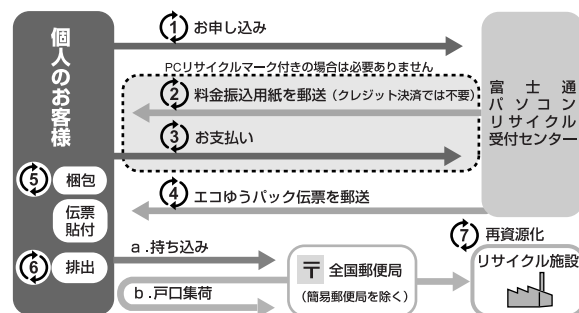 個人のお客様
① お申し込み
PCリサイクルマーク付きの場合は必要ありません
② 料金振込用紙を郵送（クレジット決済では不要）
③ お支払い
富士通
パソコン
リサイクル
受付センター
④ エコゆうパック伝票を郵送
⑤ 梱包
伝票
貼付
⑥ 排出
a .持ち込み
b .戸口集荷
〒 全国郵便局
（簡易郵便局を除く）
⑦ 再資源化
リサイクル施設